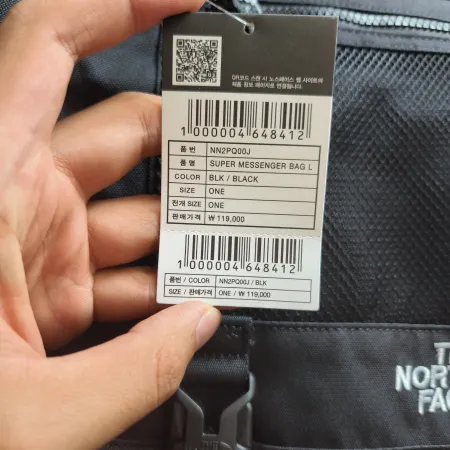 QR코드 스캔 시 노스페이스 웹 사이트의
제품 정보 페이지로 연결됩니다.
1000004648412
품 번 NN2PQ00J
품 명 SUPER MESSENGER BAG L
COLOR BLK / BLACK
SIZE ONE
전개 SIZE ONE
판매가격 ₩ 119,000
1000004648412
품번 / COLOR NN2PQ00J / BLK
SIZE / 판매가격 ONE / ₩ 119,000
NORTH